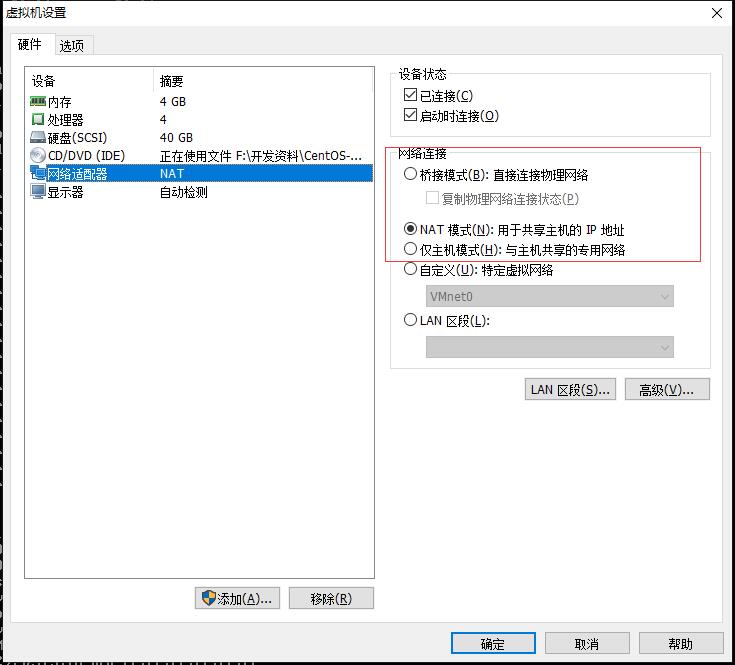 虚拟机设置
硬件 选项
设备 摘要
内存 4 GB
处理器 4
硬盘(SCSI) 40 GB
CD/DVD (IDE) 正在使用文件 F:\开发资料\CentOS-...
网络适配器 NAT
显示器 自动检测
添加(A)... 移除(R)
设备状态
已连接(C)
启动时连接(O)
网络连接
桥接模式(B): 直接连接物理网络
复制物理网络连接状态(P)
NAT 模式(N): 用于共享主机的 IP 地址
仅主机模式(H): 与主机共享的专用网络
自定义(U): 特定虚拟网络
VMnet0
LAN 区段(L):
LAN 区段(S)... 高级(V)...
确定 取消 帮助